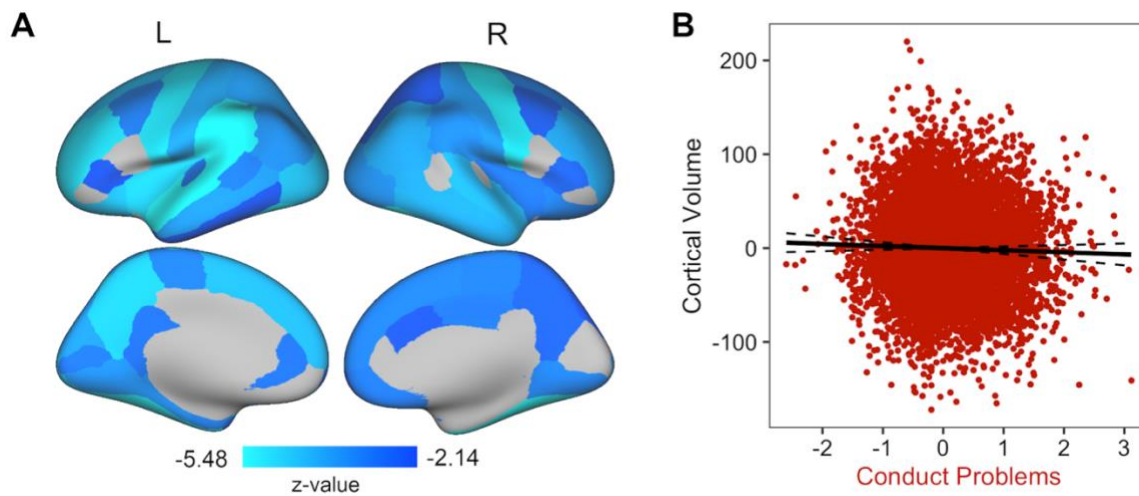 A
L
R
-5.48
-2.14
z-value
B
Cortical Volume
200
100
0
-100
-2
-1
0
1
2
3
Conduct Problems